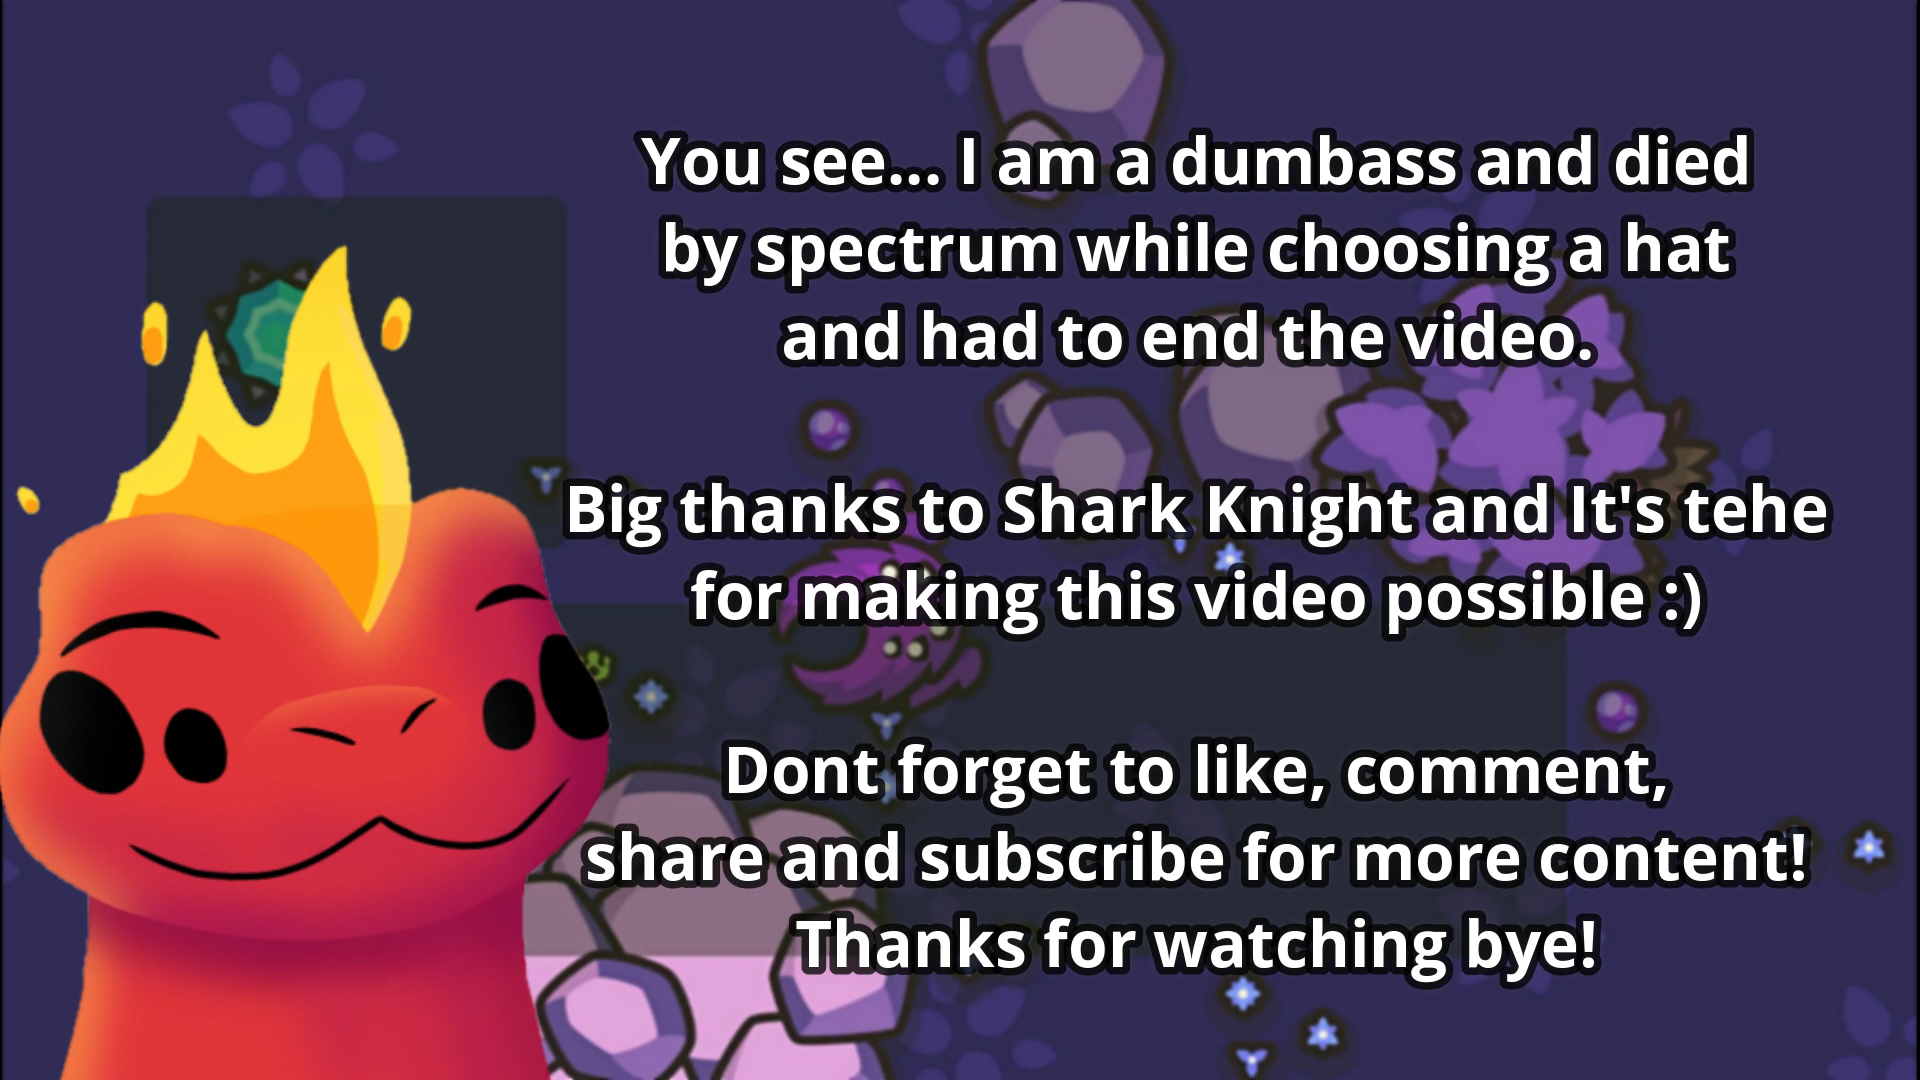 You see... I am a dumbass and died
by spectrum while choosing a hat
and had to end the video.
Big thanks to Shark Knight and It's tehe
for making this video possible :)
Dont forget to like, comment,
share and subscribe for more content!
Thanks for watching bye!